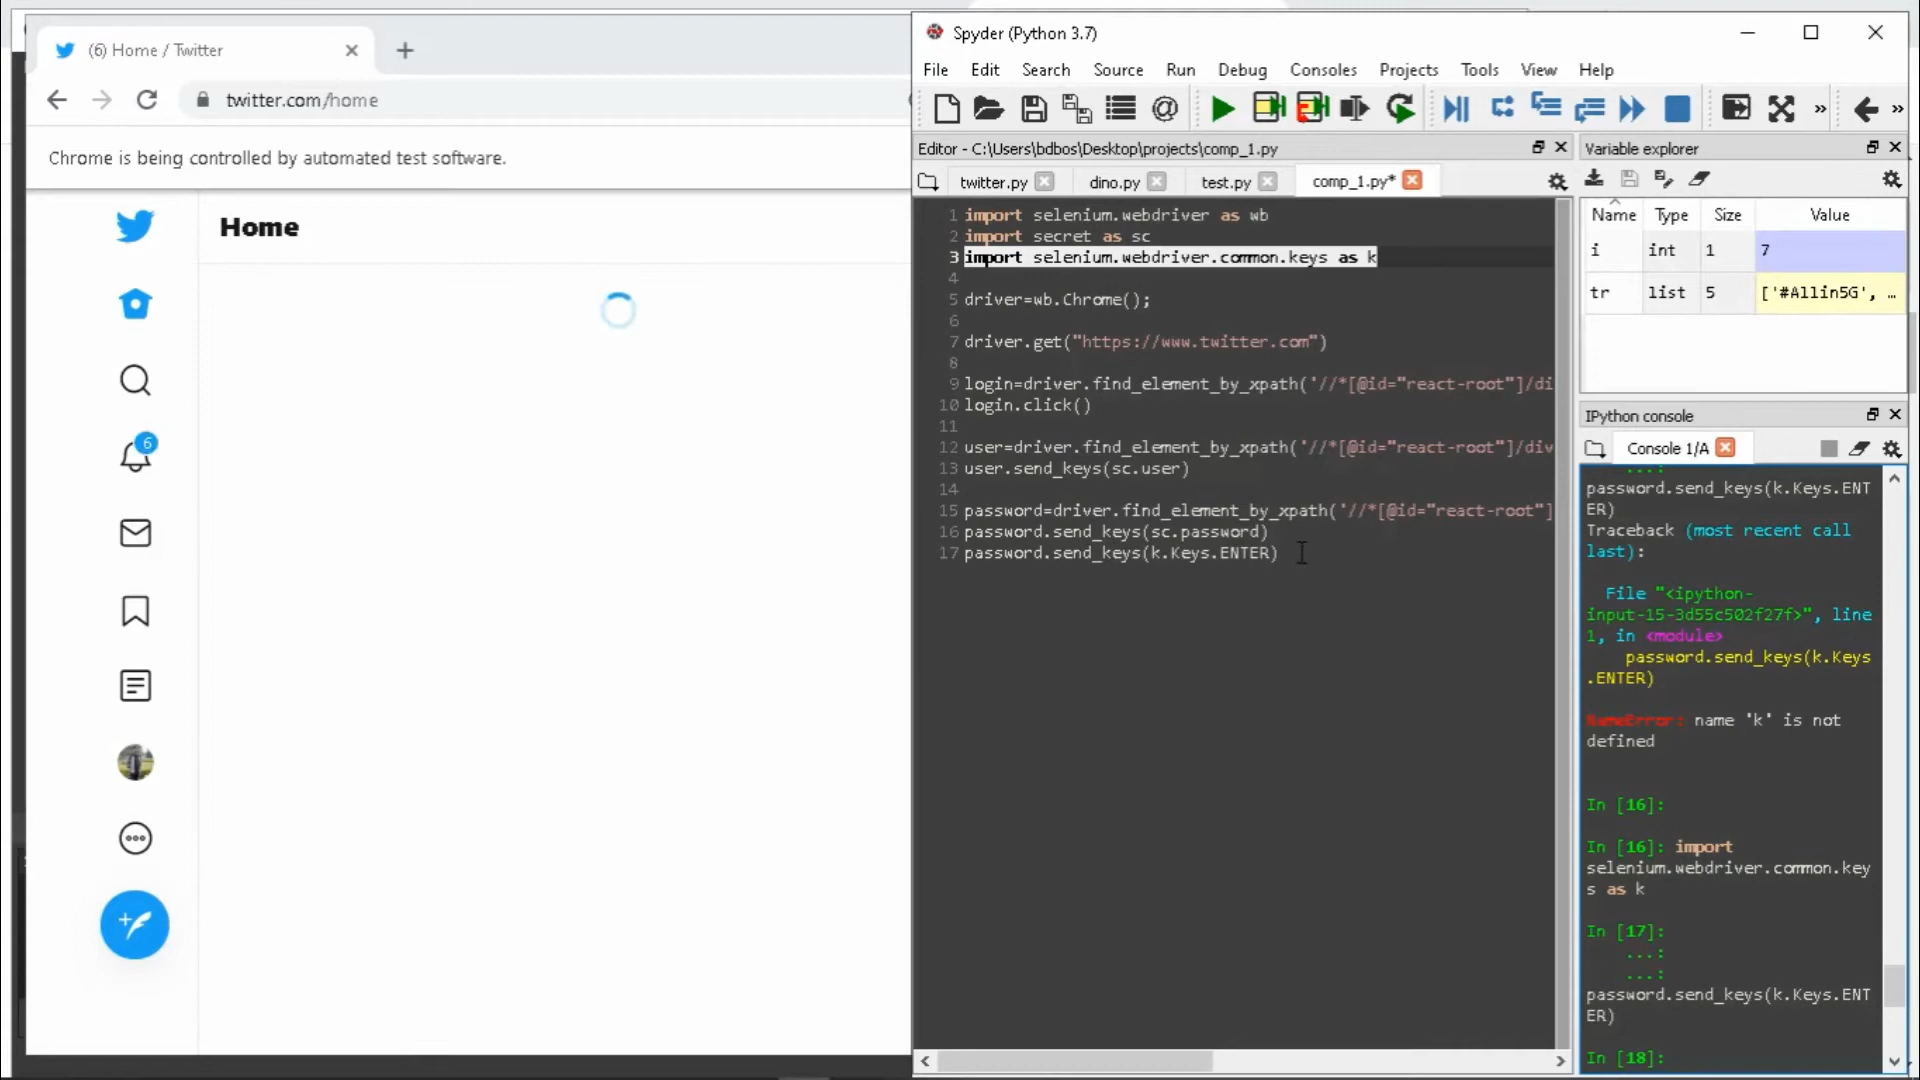 (6) Home / Twitter
twitter.com/home
Chrome is being controlled by automated test software.
Home
6
Spyder (Python 3.7)
File Edit Search Source Run Debug Consoles Projects Tools View Help
Editor - C:\Users\bdbos\Desktop\projects\comp_1.py
twitter.py dino.py test.py comp_1.py*
1 import selenium.webdriver as wb
2 import secret as sc
3 import selenium.webdriver.common.keys as k
4
5 driver=wb.Chrome();
6
7 driver.get("https://www.twitter.com")
8
9 login=driver.find_element_by_xpath('//*[@id="react-root"]/di
10 login.click()
11
12 user=driver.find_element_by_xpath('//*[@id="react-root"]/div
13 user.send_keys(sc.user)
14
15 password=driver.find_element_by_xpath('//*[@id="react-root"]
16 password.send_keys(sc.password)
17 password.send_keys(k.Keys.ENTER)
Variable explorer
Name Type Size Value
i int 1 7
tr list 5 ['#Allin5G', …
IPython console
Console 1/A
...:
password.send_keys(k.Keys.ENT
ER)
Traceback (most recent call
last):
File "<ipython-
input-15-3d55c502f27f>", line
1, in <module>
password.send_keys(k.Keys
.ENTER)
NameError: name 'k' is not
defined
In [16]:
In [16]: import
selenium.webdriver.common.key
s as k
In [17]:
...:
...:
password.send_keys(k.Keys.ENT
ER)
In [18]: